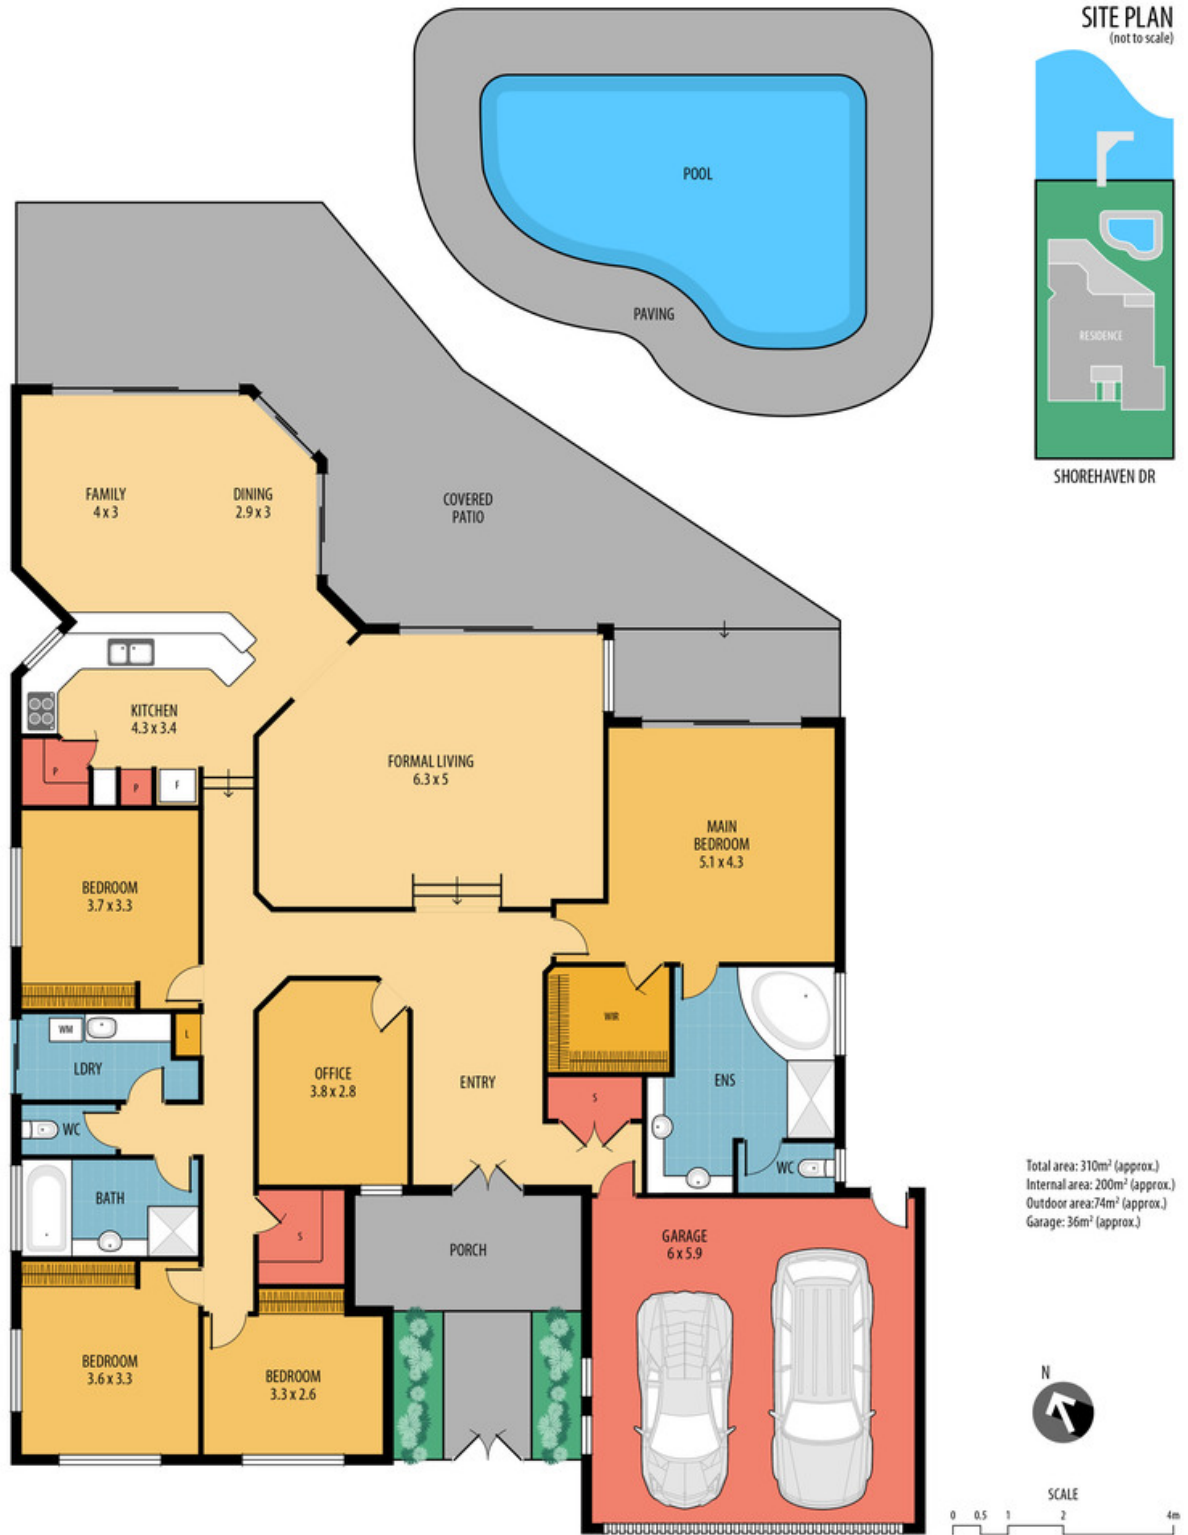 SITE PLAN
(not to scale)
POOL
PAVING
RESIDENCE
SHOREHAVEN DR
FAMILY
4 x 3
DINING
2.9 x 3
COVERED
PATIO
KITCHEN
4.3 x 3.4
P
P
F
FORMAL LIVING
6.3 x 5
MAIN
BEDROOM
5.1 x 4.3
BEDROOM
3.7 x 3.3
WM
L
LDRY
WIR
OFFICE
3.8 x 2.8
ENTRY
ENS
S
WC
WC
BATH
S
PORCH
GARAGE
6 x 5.9
BEDROOM
3.6 x 3.3
BEDROOM
3.3 x 2.6
Total area: 310m² (approx.)
Internal area: 200m² (approx.)
Outdoor area:74m² (approx.)
Garage: 36m² (approx.)
N
SCALE
0 0.5 1 2 4m